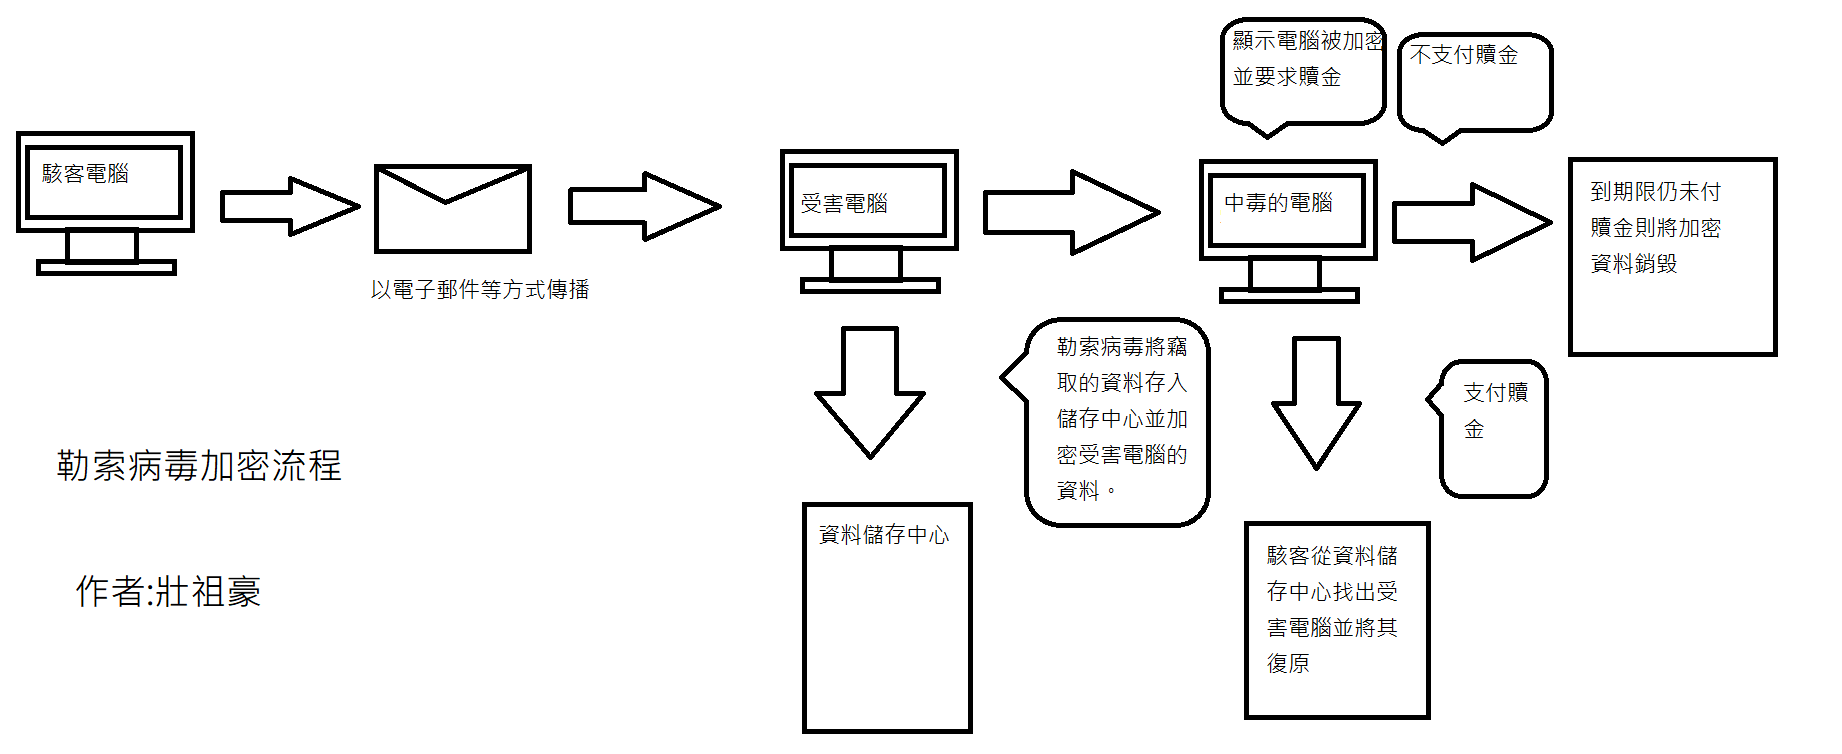 顯示電腦被加密
並要求贖金
不支付贖金
駭客電腦
以電子郵件等方式傳播
受害電腦
中毒的電腦
到期限仍未付
贖金則將加密
資料銷毀
勒索病毒將竊
取的資料存入
儲存中心並加
密受害電腦的
資料。
支付贖
金
資料儲存中心
駭客從資料儲
存中心找出受
害電腦並將其
復原
勒索病毒加密流程
作者:壯祖豪